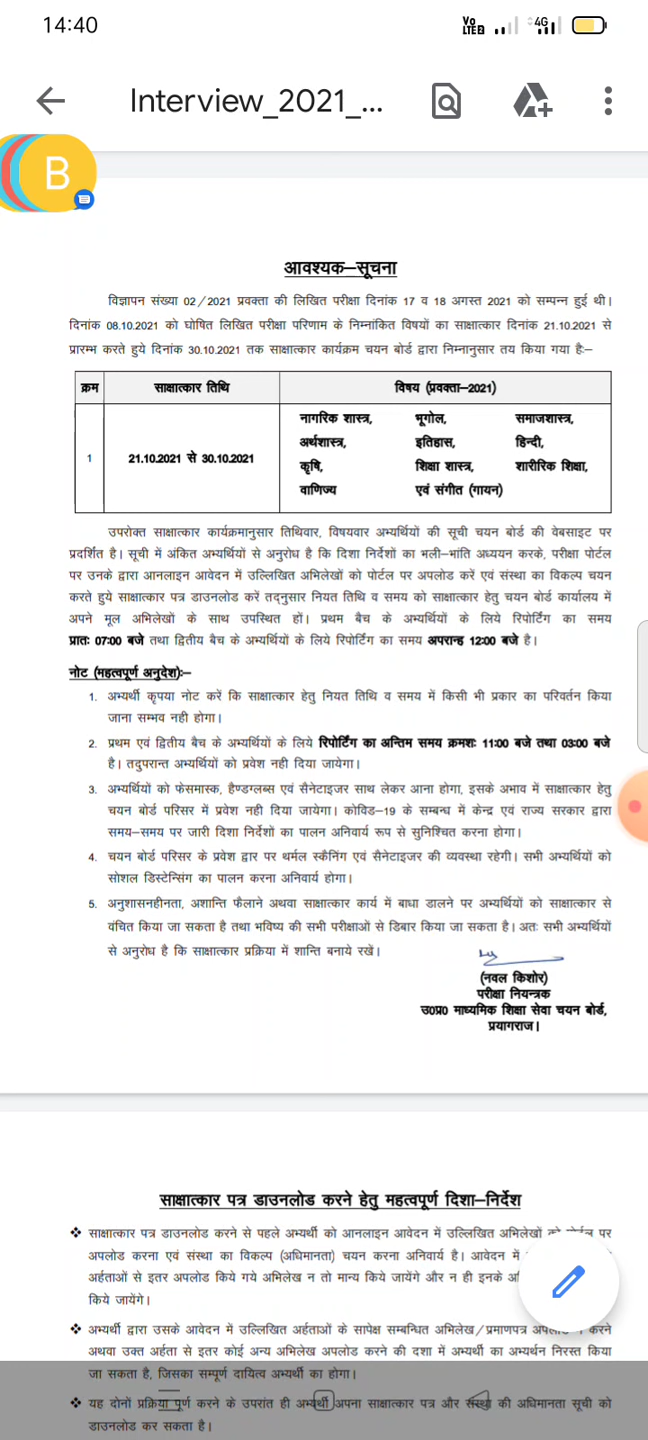 14:40
Vo LTE2 4G
Interview_2021_...
B
आवश्यक–सूचना
विज्ञापन संख्या 02/2021 प्रवक्ता की लिखित परीक्षा दिनांक 17 व 18 अगस्त 2021 को सम्पन्न हुई थी।
दिनांक 08.10.2021 को घोषित लिखित परीक्षा परिणाम के निम्नांकित विषयों का साक्षात्कार दिनांक 21.10.2021 से
प्रारम्भ करते हुये दिनांक 30.10.2021 तक साक्षात्कार कार्यक्रम चयन बोर्ड द्वारा निम्नानुसार तय किया गया है:–
क्रम साक्षात्कार तिथि विषय (प्रवक्ता–2021)
नागरिक शास्त्र, भूगोल, समाजशास्त्र,
अर्थशास्त्र, इतिहास, हिन्दी,
1 21.10.2021 से 30.10.2021
कृषि, शिक्षा शास्त्र, शारीरिक शिक्षा,
वाणिज्य एवं संगीत (गायन)
उपरोक्त साक्षात्कार कार्यक्रमानुसार तिथिवार, विषयवार अभ्यर्थियों की सूची चयन बोर्ड की वेबसाइट पर
प्रदर्शित है। सूची में अंकित अभ्यर्थियों से अनुरोध है कि दिशा निर्देशों का भली–भांति अध्ययन करके, परीक्षा पोर्टल
पर उनके द्वारा आनलाइन आवेदन में उल्लिखित अभिलेखों को पोर्टल पर अपलोड करें एवं संस्था का विकल्प चयन
करते हुये साक्षात्कार पत्र डाउनलोड करें तद्नुसार नियत तिथि व समय को साक्षात्कार हेतु चयन बोर्ड कार्यालय में
अपने मूल अभिलेखों के साथ उपस्थित हों। प्रथम बैच के अभ्यर्थियों के लिये रिपोर्टिंग का समय
प्रातः 07:00 बजे तथा द्वितीय बैच के अभ्यर्थियों के लिये रिपोर्टिंग का समय अपरान्ह 12:00 बजे है।
नोट (महत्वपूर्ण अनुदेश):–
1. अभ्यर्थी कृपया नोट करें कि साक्षात्कार हेतु नियत तिथि व समय में किसी भी प्रकार का परिवर्तन किया
जाना सम्भव नही होगा।
2. प्रथम एवं द्वितीय बैच के अभ्यर्थियों के लिये रिपोर्टिंग का अन्तिम समय क्रमशः 11:00 बजे तथा 03:00 बजे
है। तदुपरान्त अभ्यर्थियों को प्रवेश नही दिया जायेगा।
3. अभ्यर्थियों को फेसमास्क, हैण्डग्लब्स एवं सैनेटाइजर साथ लेकर आना होगा, इसके अभाव में साक्षात्कार हेतु
चयन बोर्ड परिसर में प्रवेश नही दिया जायेगा। कोविड–19 के सम्बन्ध में केन्द्र एवं राज्य सरकार द्वारा
समय–समय पर जारी दिशा निर्देशों का पालन अनिवार्य रूप से सुनिश्चित करना होगा।
4. चयन बोर्ड परिसर के प्रवेश द्वार पर थर्मल स्कैनिंग एवं सैनेटाइजर की व्यवस्था रहेगी। सभी अभ्यर्थियों को
सोशल डिस्टेन्सिंग का पालन करना अनिवार्य होगा।
5. अनुशासनहीनता, अशान्ति फैलाने अथवा साक्षात्कार कार्य में बाधा डालने पर अभ्यर्थियों को साक्षात्कार से
वंचित किया जा सकता है तथा भविष्य की सभी परीक्षाओं से डिबार किया जा सकता है। अतः सभी अभ्यर्थियों
से अनुरोध है कि साक्षात्कार प्रक्रिया में शान्ति बनाये रखें।
(नवल किशोर)
परीक्षा नियन्त्रक
उ0प्र0 माध्यमिक शिक्षा सेवा चयन बोर्ड,
प्रयागराज।
साक्षात्कार पत्र डाउनलोड करने हेतु महत्वपूर्ण दिशा–निर्देश
❖ साक्षात्कार पत्र डाउनलोड करने से पहले अभ्यर्थी को आनलाइन आवेदन में उल्लिखित अभिलेखों पर
अपलोड करना एवं संस्था का विकल्प (अधिमानता) चयन करना अनिवार्य है। आवेदन में
अर्हताओं से इतर अपलोड किये गये अभिलेख न तो मान्य किये जायेंगे और न ही इनके
किये जायेंगे।
❖ अभ्यर्थी द्वारा उसके आवेदन में उल्लिखित अर्हताओं के सापेक्ष सम्बन्धित अभिलेख/प्रमाणपत्र करने
अथवा उक्त अर्हता से इतर कोई अन्य अभिलेख अपलोड करने की दशा में अभ्यर्थी का अभ्यर्थन निरस्त किया
जा सकता है, जिसका सम्पूर्ण दायित्व अभ्यर्थी का होगा।
❖ यह दोनों प्रक्रिया पूर्ण करने के उपरांत ही अभ्यर्थी अपना साक्षात्कार पत्र और संस्था की अधिमानता सूची को
डाउनलोड कर सकता है।